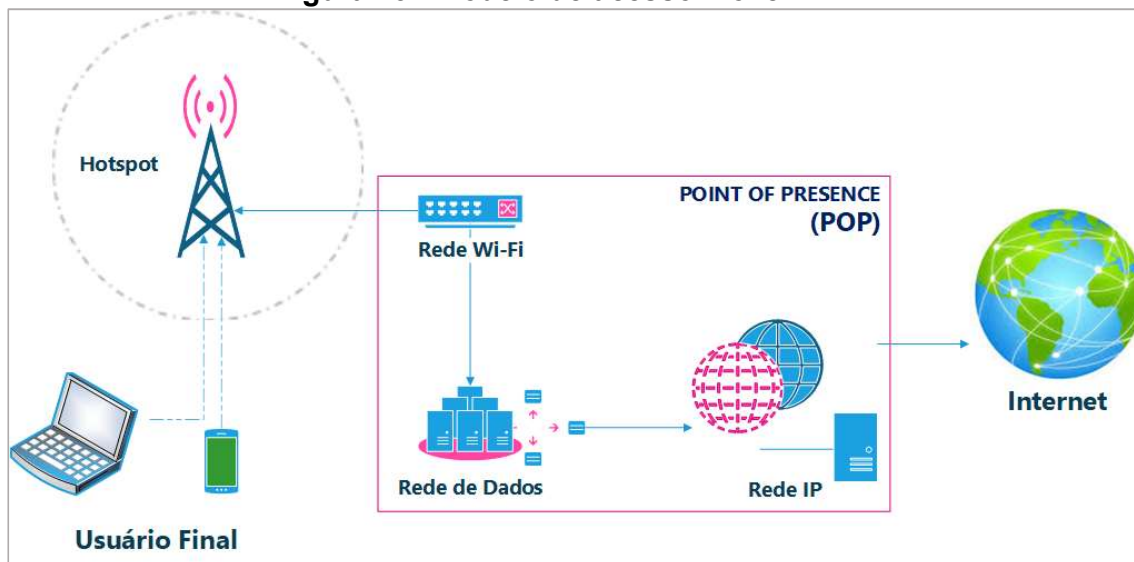 Hotspot
POINT OF PRESENCE
(POP)
Rede Wi-Fi
Internet
Rede de Dados
Rede IP
Usuário Final